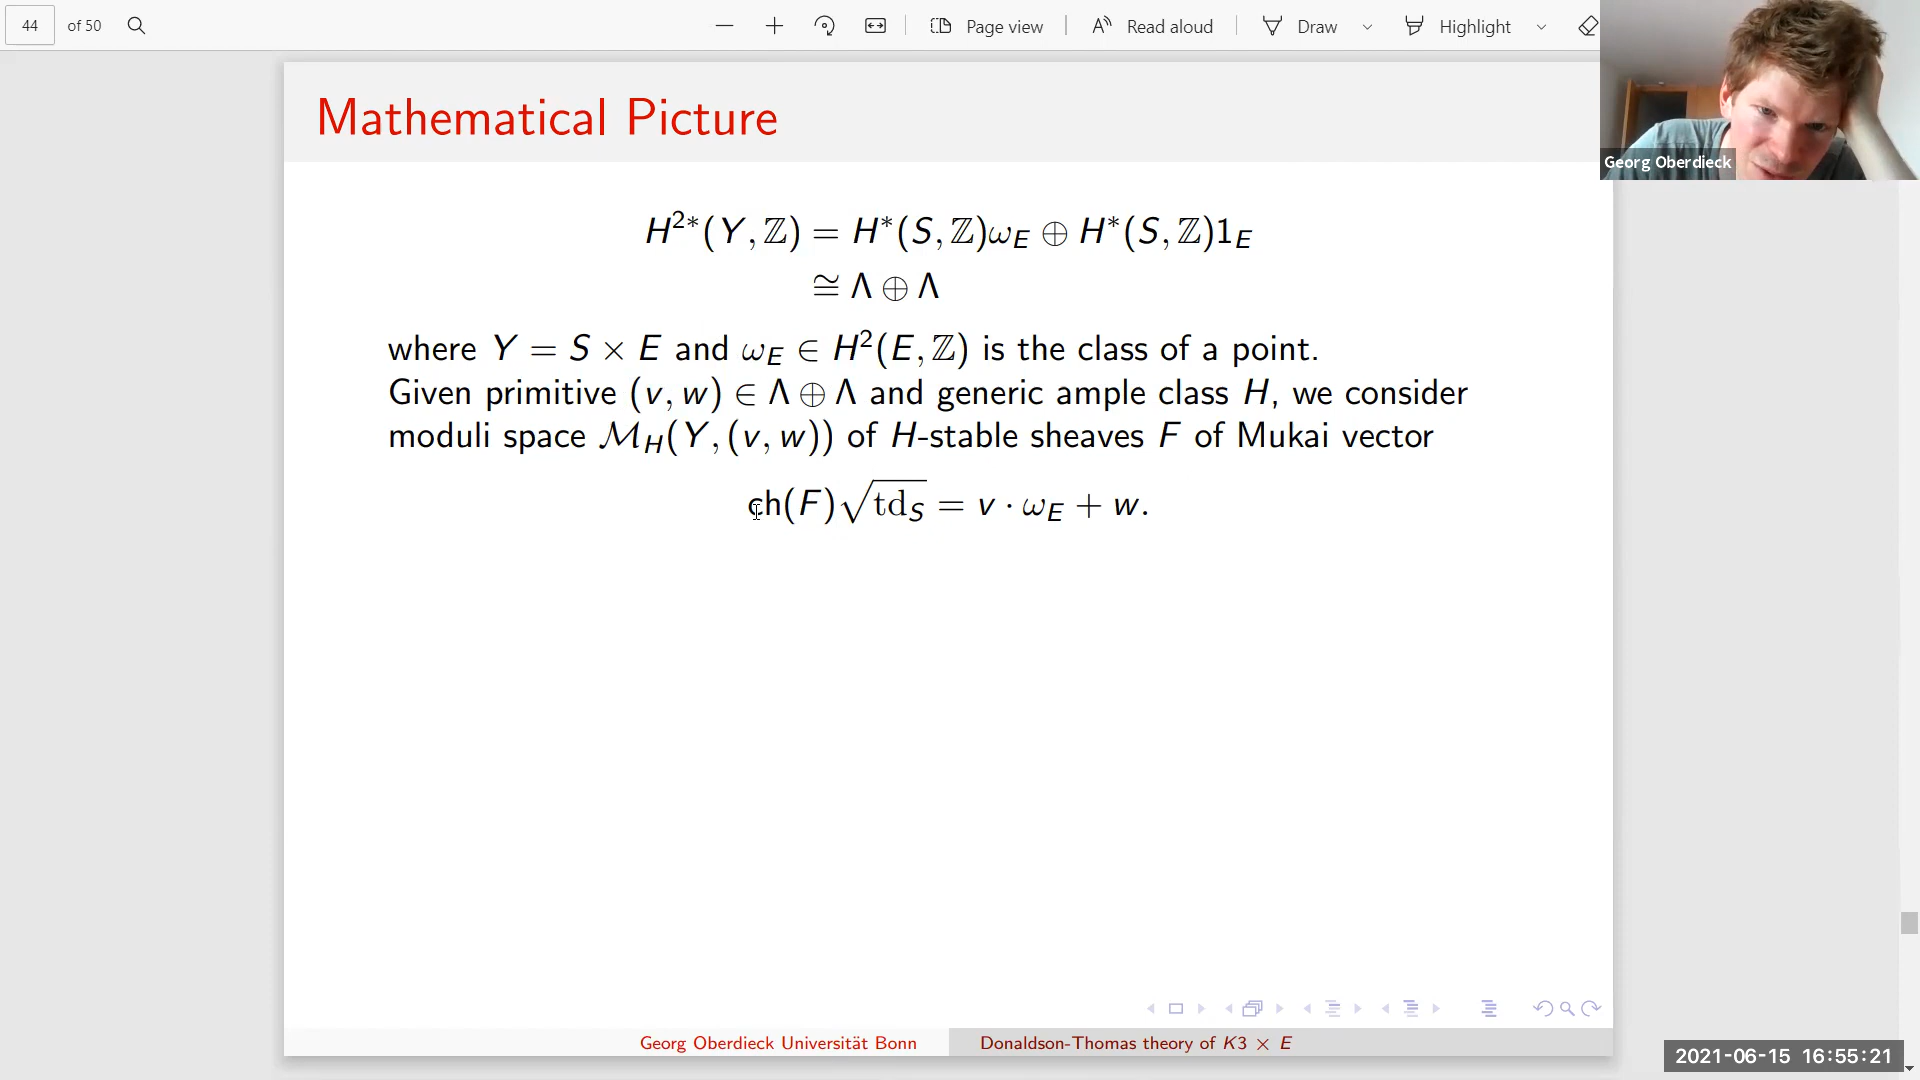 44 of 50 Page view Read aloud Draw Highlight
Georg Oberdieck
Mathematical Picture
H^{2*}(Y, ℤ) = H^*(S, ℤ)ω_E ⊕ H^*(S, ℤ)1_E
≅ Λ ⊕ Λ
where Y = S × E and ω_E ∈ H^2(E, ℤ) is the class of a point.
Given primitive (v, w) ∈ Λ ⊕ Λ and generic ample class H, we consider
moduli space ℳ_H(Y, (v, w)) of H-stable sheaves F of Mukai vector
ch(F)√td_S = v · ω_E + w.
Georg Oberdieck Universität Bonn Donaldson-Thomas theory of K3 × E
2021-06-15 16:55:21